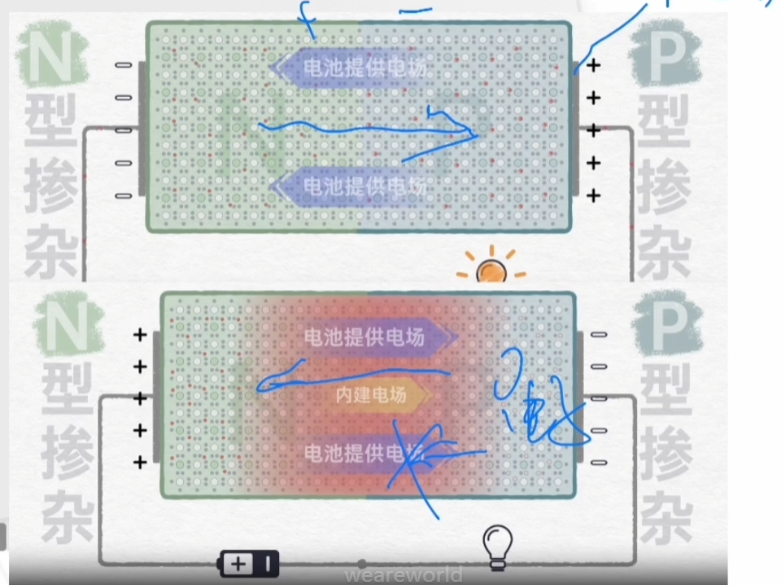 + −
N P
− 电池提供电场 +
− +
型 型
− +
掺 − 电池提供电场 + 掺
− +
杂 杂
N P
+ 电池提供电场 −
+ −
型 + 内建电场 − 型
+ −
掺 + 电池提供电场 − 掺
杂 杂
+
weareworld